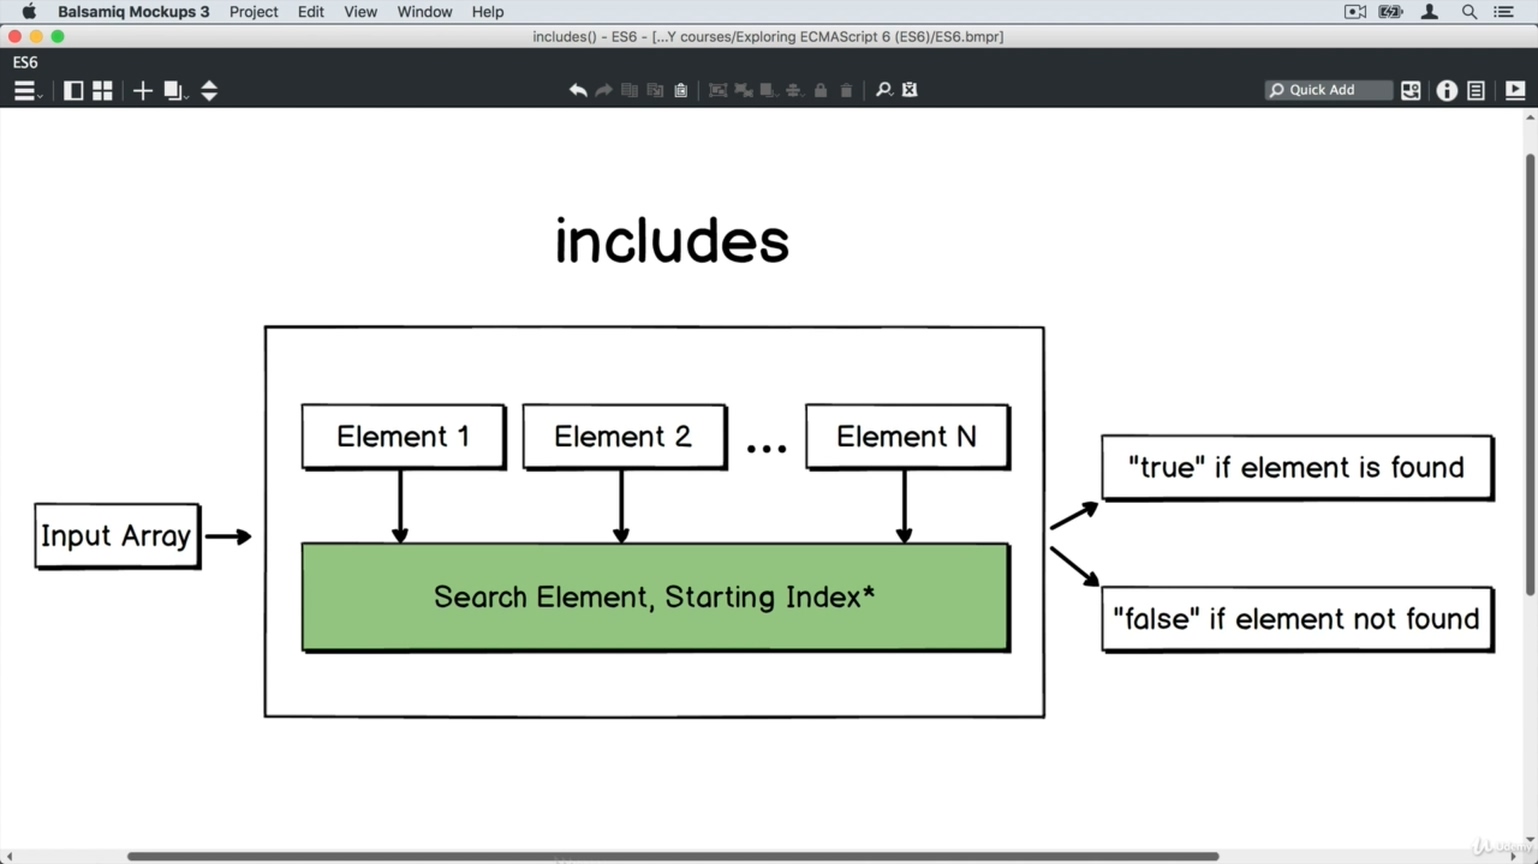 Balsamiq Mockups 3 Project Edit View Window Help
includes() - ES6 - [...Y courses/Exploring ECMAScript 6 (ES6)/ES6.bmpr]
ES6
Quick Add
includes
Element 1 Element 2 ... Element N
"true" if element is found
Input Array
Search Element, Starting Index*
"false" if element not found
Udemy